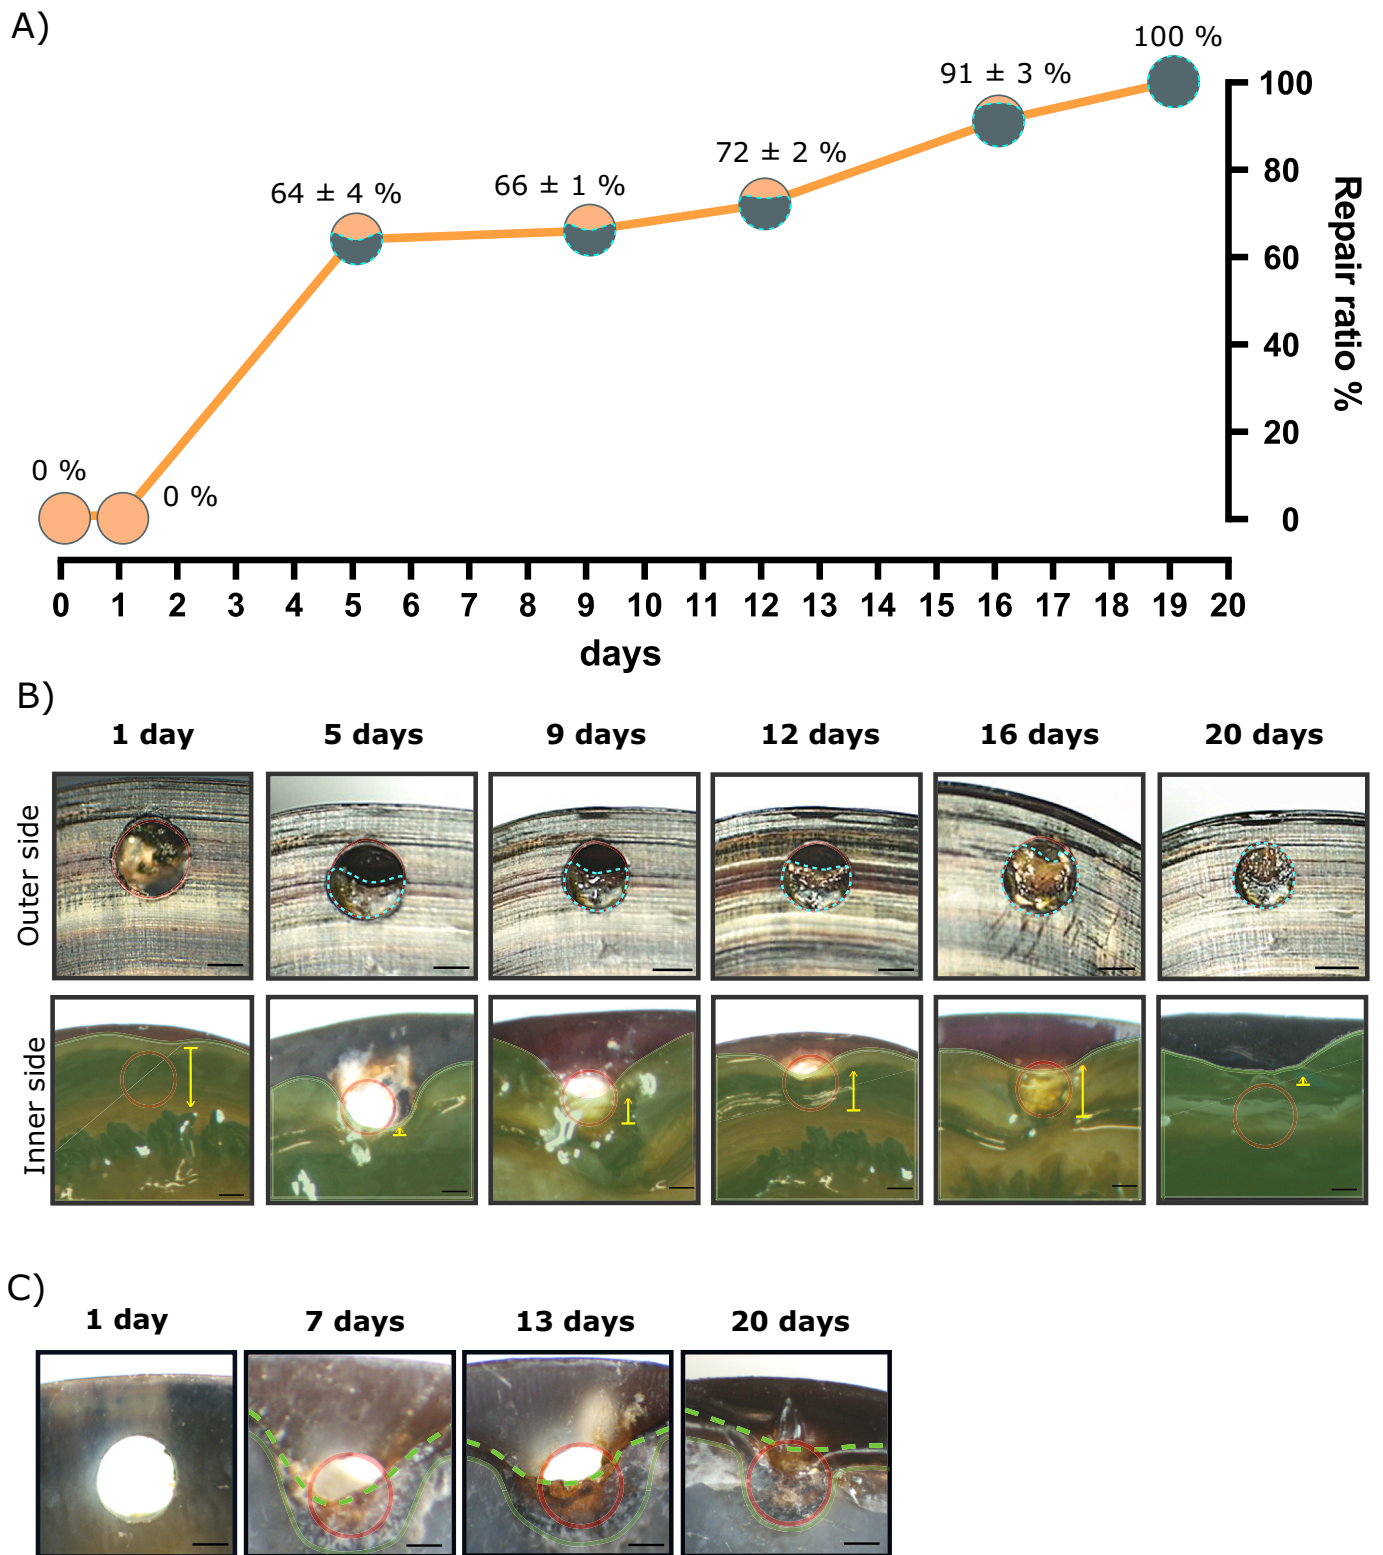 A)
100 %
91 ± 3 %
72 ± 2 %
66 ± 1 %
64 ± 4 %
0 %
0 %
100
80
60
40
20
0
Repair ratio %
0 1 2 3 4 5 6 7 8 9 10 11 12 13 14 15 16 17 18 19 20
days
B)
1 day 5 days 9 days 12 days 16 days 20 days
Outer side
Inner side
C)
1 day 7 days 13 days 20 days